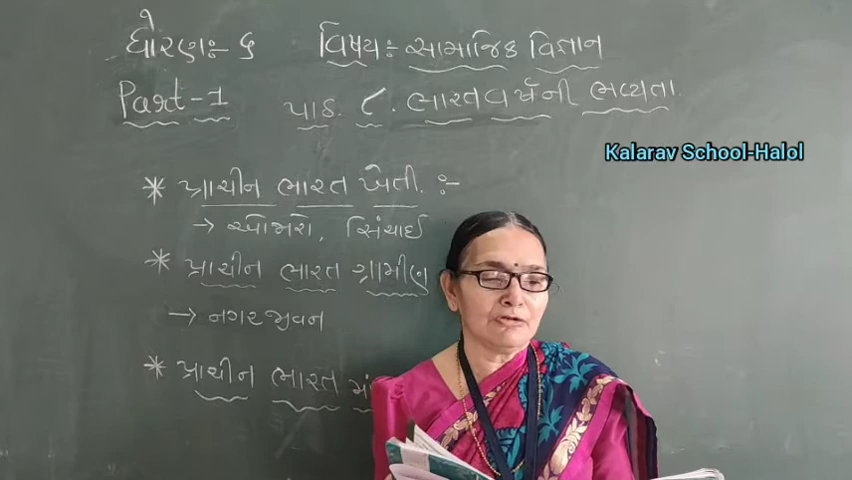 ધોરણઃ- ૬ વિષયઃ- સામાજિક વિજ્ઞાન
Part-1 પાઠ. ૮. ભારતવર્ષની ભવ્યતા.
Kalarav School-Halol
* પ્રાચીન ભારત ખેતી. :-
→ ઓજારો, સિંચાઈ
* પ્રાચીન ભારત ગ્રામીણ
→ નગરજીવન
* પ્રાચીન ભારત